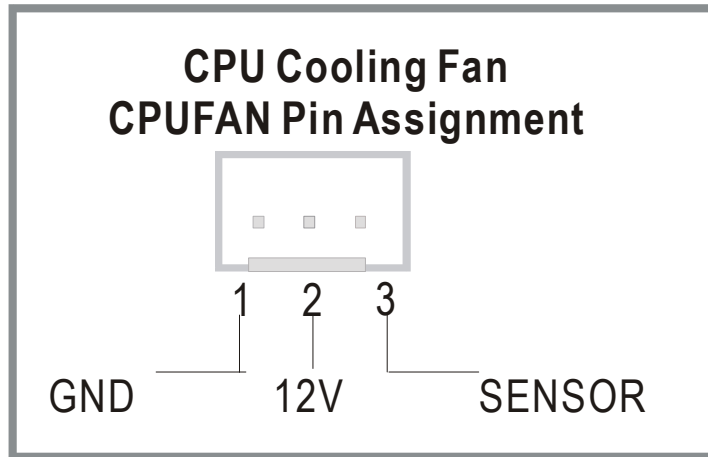 CPU Cooling Fan
CPUFAN Pin Assignment
1 2 3
GND 12V SENSOR